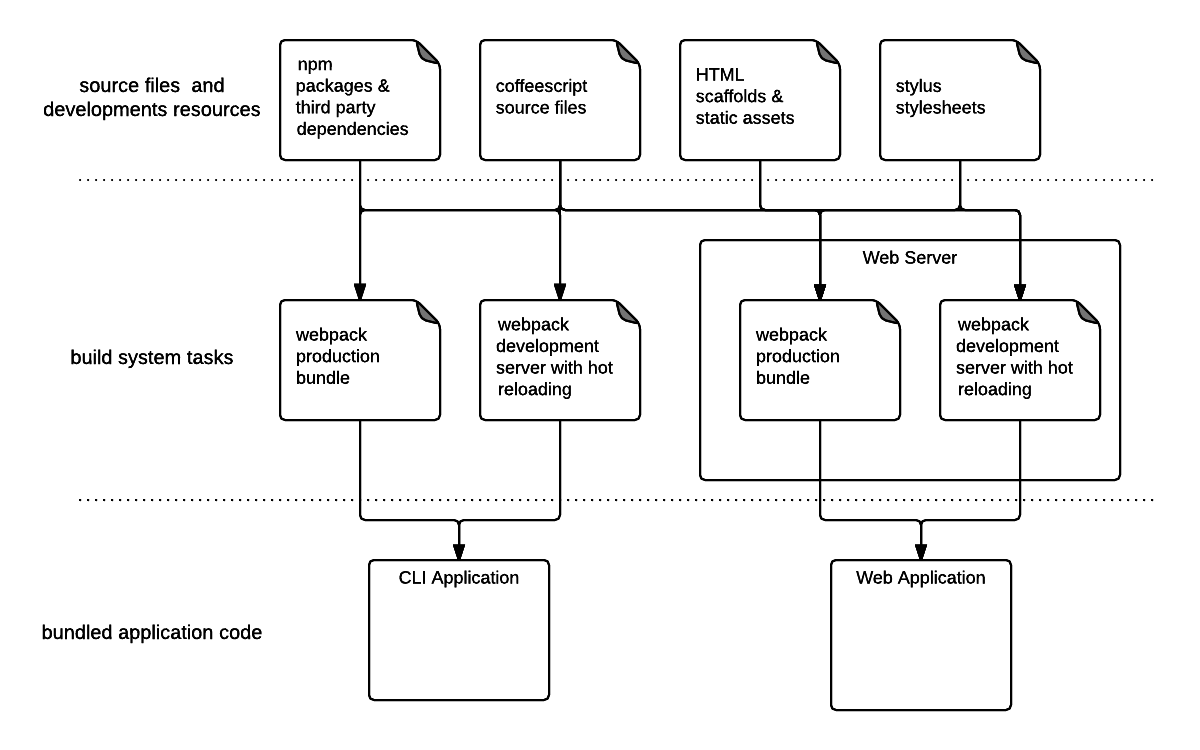 source files and
developments resources
npm
packages &
third party
dependencies
coffeescript
source files
HTML
scaffolds &
static assets
stylus
stylesheets
Web Server
build system tasks
webpack
production
bundle
webpack
development
server with hot
reloading
webpack
production
bundle
webpack
development
server with hot
reloading
bundled application code
CLI Application
Web Application